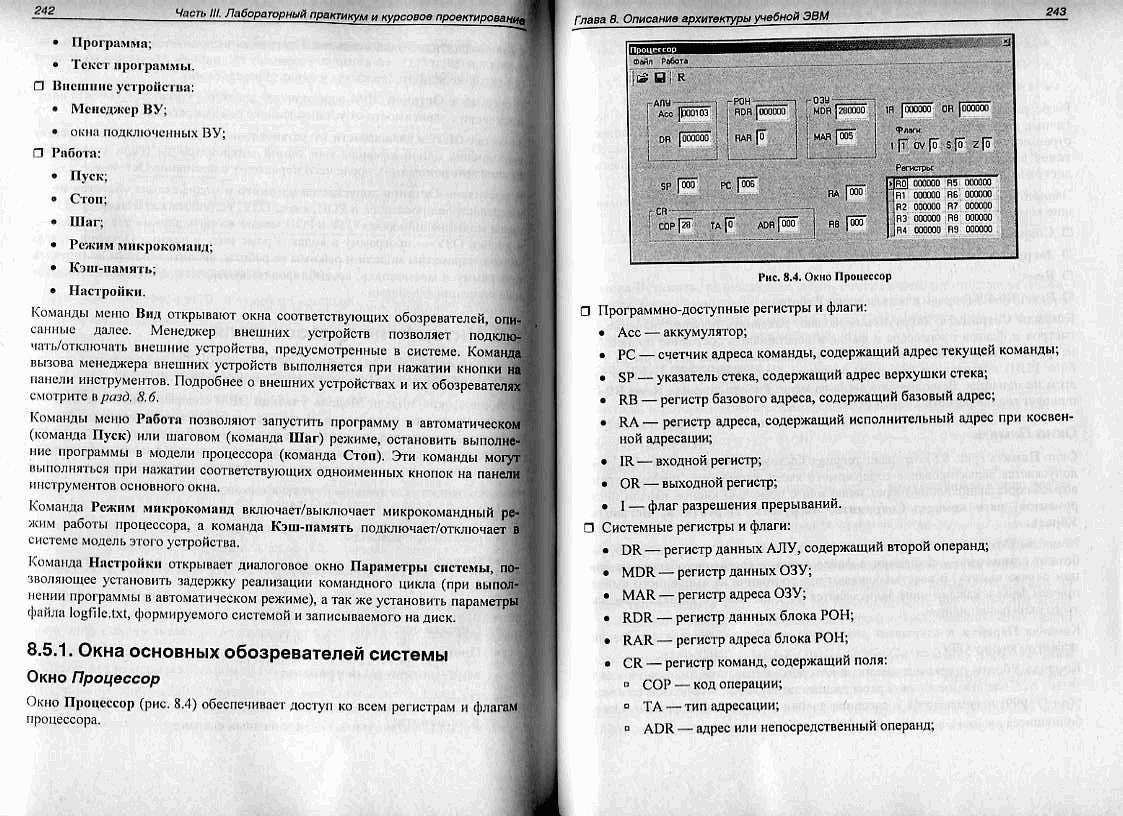 242
Часть III. Лабораторный практикум и курсовое проектирование
• Программа;
• Текст программы.
❒ Внешние устройства:
• Менеджер ВУ;
• окна подключенных ВУ;
❒ Работа:
• Пуск;
• Стоп;
• Шаг;
• Режим микрокоманд;
• Кэш-память;
• Настройки.
Команды меню Вид открывают окна соответствующих обозревателей, опи-
санные далее. Менеджер внешних устройств позволяет подклю-
чать/отключать внешние устройства, предусмотренные в системе. Команда
вызова менеджера внешних устройств выполняется при нажатии кнопки на
панели инструментов. Подробнее о внешних устройствах и их обозревателях
смотрите в разд. 8.6.
Команды меню Работа позволяют запустить программу в автоматическом
(команда Пуск) или шаговом (команда Шаг) режиме, остановить выполне-
ние программы в модели процессора (команда Стоп). Эти команды могут
выполняться при нажатии соответствующих одноименных кнопок на панели
инструментов основного окна.
Команда Режим микрокоманд включает/выключает микрокомандный ре-
жим работы процессора, а команда Кэш-память подключает/отключает в
системе модель этого устройства.
Команда Настройки открывает диалоговое окно Параметры системы, по-
зволяющее установить задержку реализации командного цикла (при выпол-
нении программы в автоматическом режиме), а так же установить параметры
файла logfile.txt, формируемого системой и записываемого на диск.
8.5.1. Окна основных обозревателей системы
Окно Процессор
Окно Процессор (рис. 8.4) обеспечивает доступ ко всем регистрам и флагам
процессора.
Глава 8. Описание архитектуры учебной ЭВМ
243
Процессор
Файл Работа
R
АЛУ РОН ОЗУ
Acc 000103 RDR 000000 MDR 280000 IR 000000 OR 000000
DR 000000 RAR 0 MAR 005
Флаги
I 1 OV 0 S 0 Z 0
Регистры:
SP 000 PC 006 RA 000
CR
COP 28 TA 0 ADR 000 RB 000
R0 000000 R5 000000
R1 000000 R6 000000
R2 000000 R7 000000
R3 000000 R8 000000
R4 000000 R9 000000
Рис. 8.4. Окно Процессор
❒ Программно-доступные регистры и флаги:
• Acc — аккумулятор;
• PC — счетчик адреса команды, содержащий адрес текущей команды;
• SP — указатель стека, содержащий адрес верхушки стека;
• RB — регистр базового адреса, содержащий базовый адрес;
• RA — регистр адреса, содержащий исполнительный адрес при косвен-
ной адресации;
• IR — входной регистр;
• OR — выходной регистр;
• I — флаг разрешения прерываний.
❒ Системные регистры и флаги:
• DR — регистр данных АЛУ, содержащий второй операнд;
• MDR — регистр данных ОЗУ;
• MAR — регистр адреса ОЗУ;
• RDR — регистр данных блока РОН;
• RAR — регистр адреса блока РОН;
• CR — регистр команд, содержащий поля:
▫ COP — код операции;
▫ TA — тип адресации;
▫ ADR — адрес или непосредственный операнд;